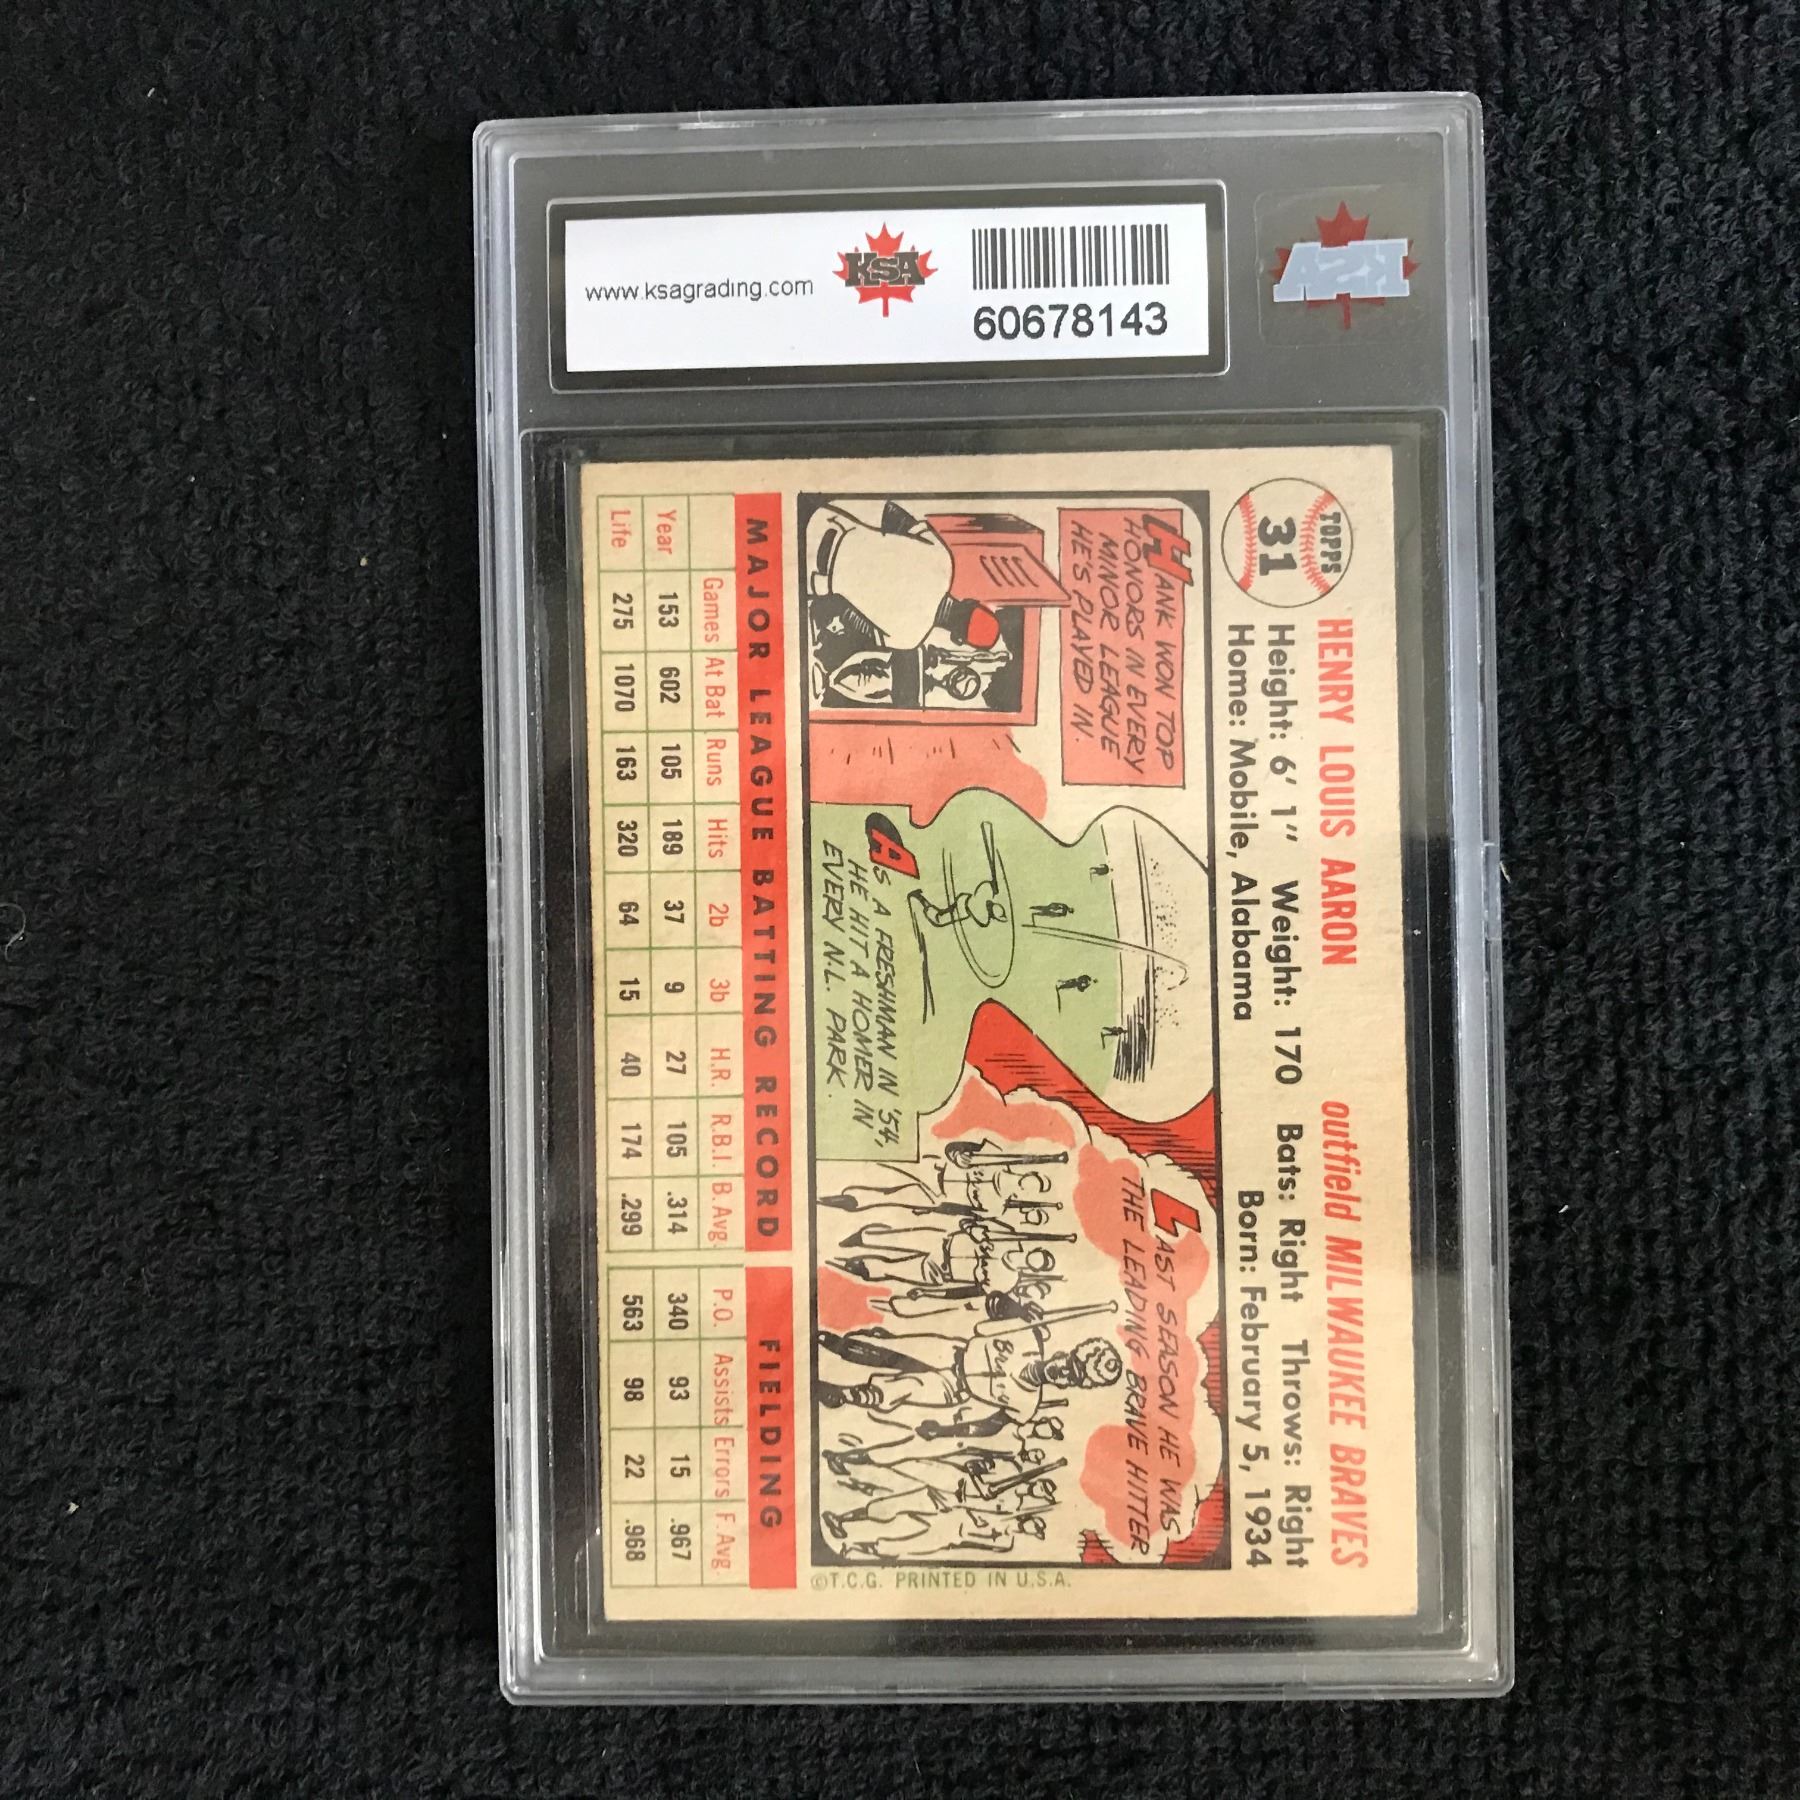 www.ksagrading.com
KSA
60678143
KSA
TOPPS
31
HENRY LOUIS AARON
outfield MILWAUKEE BRAVES
Height: 6' 1" Weight: 170 Bats: Right Throws: Right
Home: Mobile, Alabama Born: February 5, 1934
HANK WON TOP
HONORS IN EVERY
MINOR LEAGUE
HE'S PLAYED IN.
AS A FRESHMAN IN '54,
HE HIT A HOMER IN
EVERY N.L. PARK.
LAST SEASON HE WAS
THE LEADING BRAVE HITTER
Braves
©T.C.G. PRINTED IN U.S.A.
MAJOR LEAGUE BATTING RECORD FIELDING
Games At Bat Runs Hits 2b 3b H.R. R.B.I. B. Avg. P.O. Assists Errors F. Avg.
Year 153 602 105 189 37 9 27 105 .314 340 93 15 .967
Life 275 1070 163 320 64 15 40 174 .299 563 98 22 .968